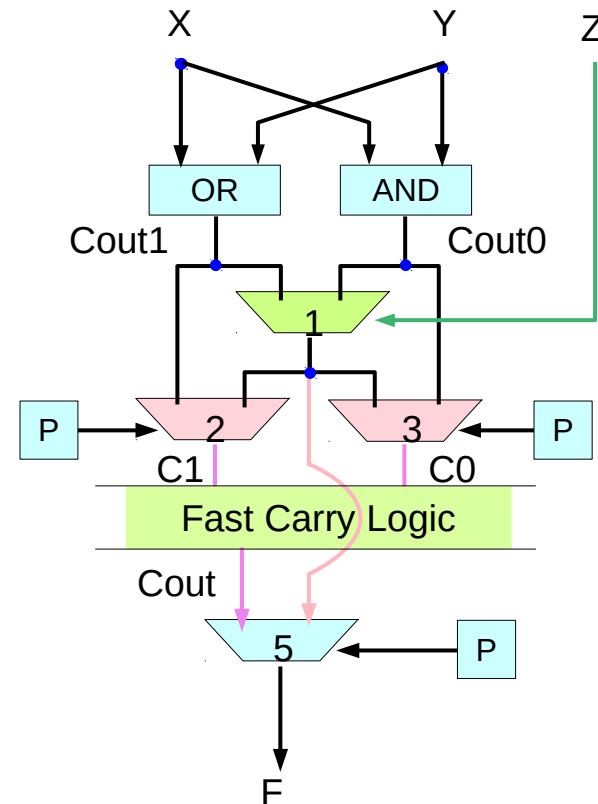 X Y Z
OR AND
Cout1 Cout0
1
P 2 3 P
C1 C0
Fast Carry Logic
Cout
5 P
F